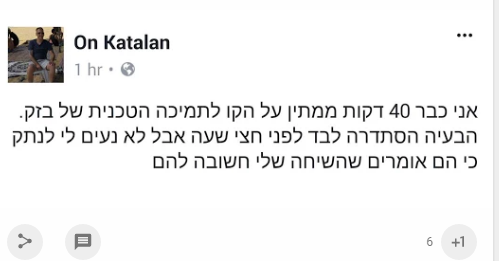 On Katalan
1 hr
אני כבר 40 דקות ממתין על הקו לתמיכה הטכנית של בזק.
הבעיה הסתדרה לבד לפני חצי שעה אבל לא נעים לי לנתק
כי הם אומרים שהשיחה שלי חשובה להם
6
+1